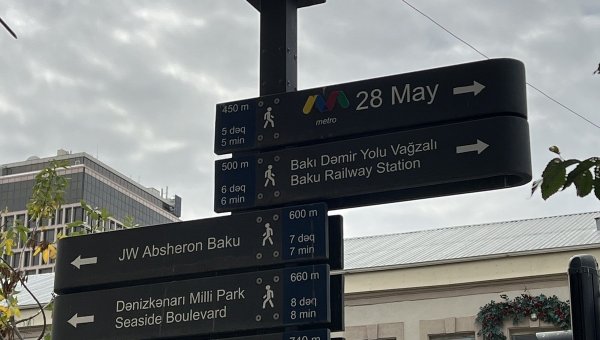 450 m
5 dəq
5 min
metro
28 May
500 m
6 dəq
6 min
Bakı Dəmir Yolu Vağzalı
Baku Railway Station
JW Absheron Baku
600 m
7 dəq
7 min
Dənizkənarı Milli Park
Seaside Boulevard
660 m
8 dəq
8 min
740 m